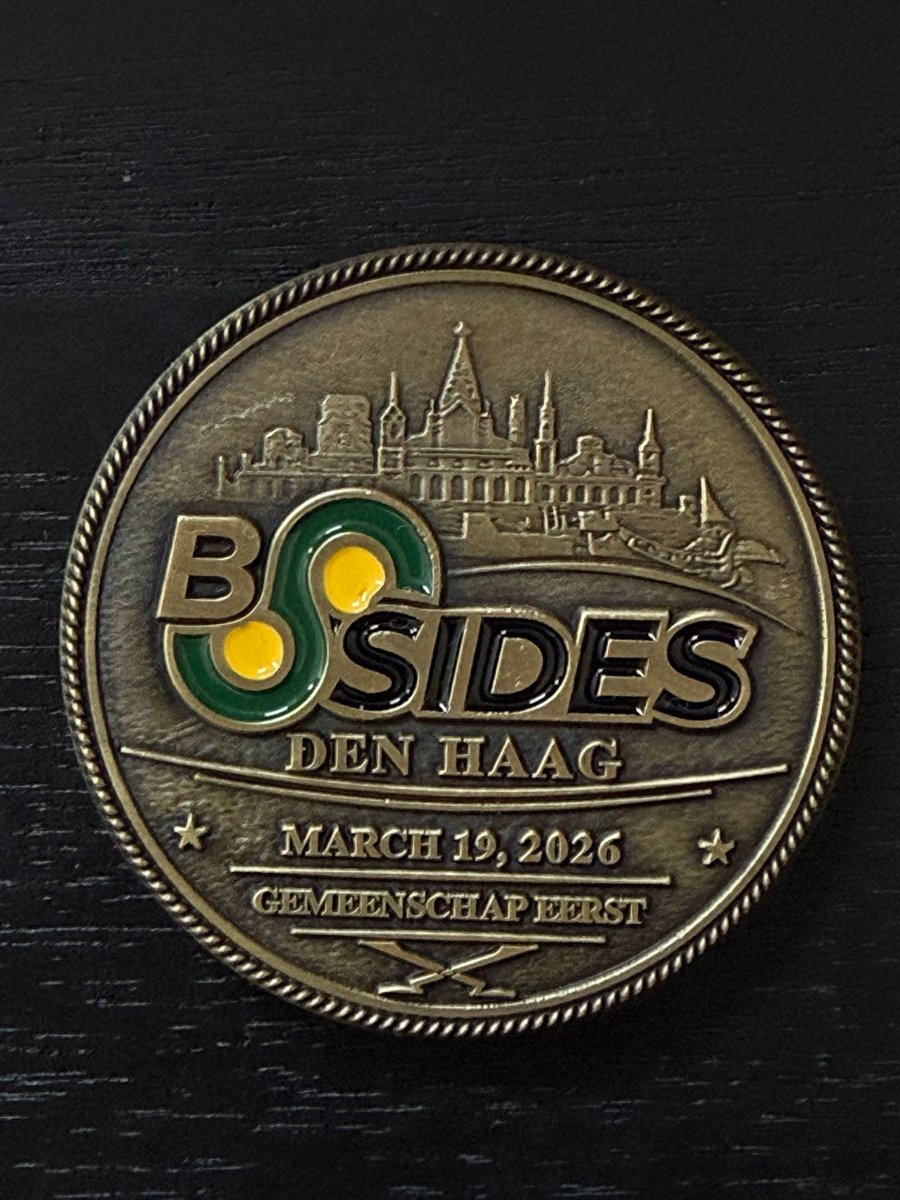 BSIDES
DEN HAAG
MARCH 19, 2026
GEMEENSCHAP EERST